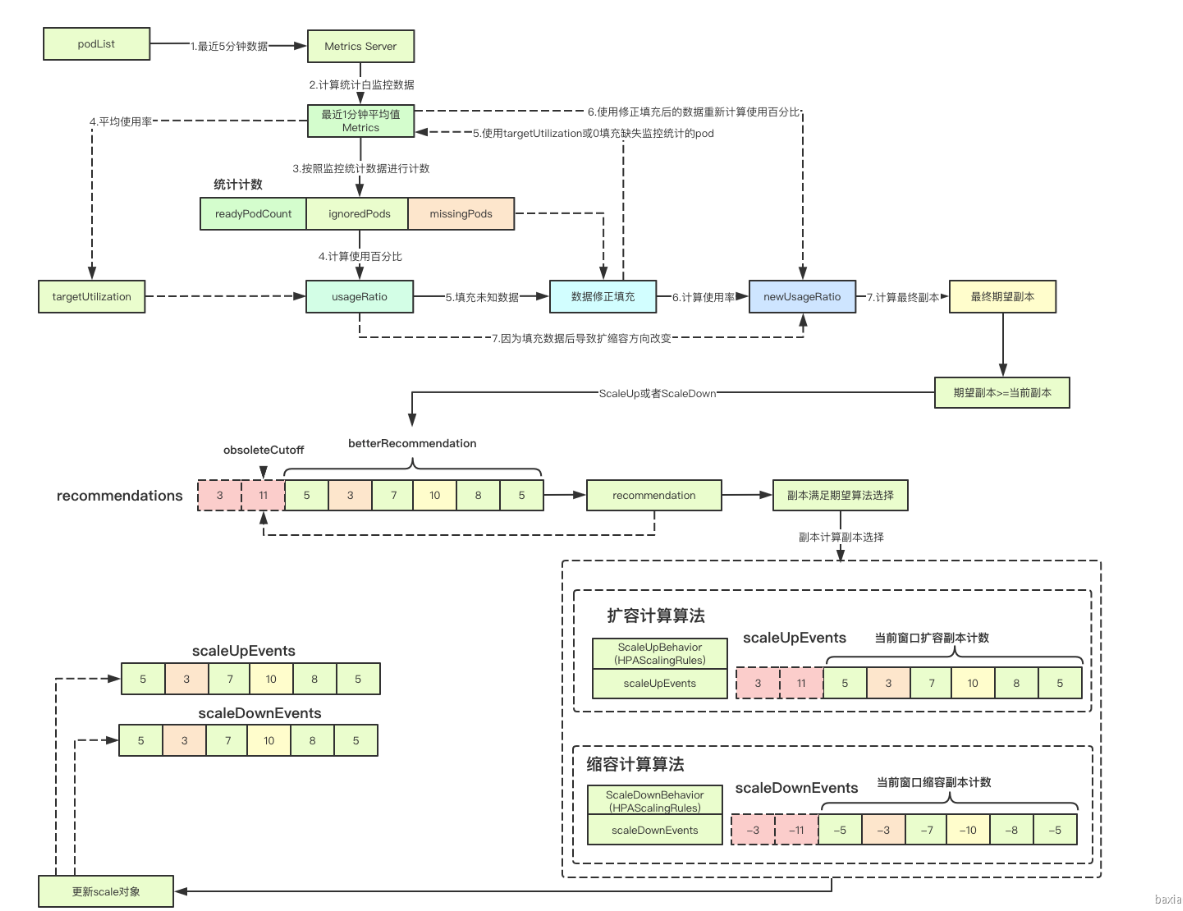 podList
1.最近5分钟数据
Metrics Server
2.计算统计白监控数据
4.平均使用率
最近1分钟平均值
Metrics
6.使用修正填充后的数据重新计算使用百分比
5.使用targetUtilization或0填充缺失监控统计的pod
3.按照监控统计数据进行计数
统计计数
readyPodCount
ignoredPods
missingPods
4.计算使用百分比
targetUtilization
usageRatio
5.填充未知数据
数据修正填充
6.计算使用率
newUsageRatio
7.计算最终副本
最终期望副本
7.因为填充数据后导致扩缩容方向改变
期望副本>=当前副本
ScaleUp或者ScaleDown
obsoleteCutoff
betterRecommendation
recommendations
3 11 5 3 7 10 8 5
recommendation
副本满足期望算法选择
副本计算副本选择
扩容计算算法
ScaleUpBehavior
(HPAScalingRules)
scaleUpEvents
scaleUpEvents
当前窗口扩容副本计数
3 11 5 3 7 10 8 5
scaleUpEvents
5 3 7 10 8 5
scaleDownEvents
5 3 7 10 8 5
缩容计算算法
ScaleDownBehavior
(HPAScalingRules)
scaleDownEvents
scaleDownEvents
当前窗口缩容副本计数
-3 -11 -5 -3 -7 -10 -8 -5
更新scale对象
baxia